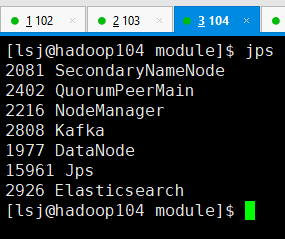 1 102 × 2 103 × 3 104 ×
[lsj@hadoop104 module]$ jps
2081 SecondaryNameNode
2402 QuorumPeerMain
2216 NodeManager
2808 Kafka
1977 DataNode
15961 Jps
2926 Elasticsearch
[lsj@hadoop104 module]$